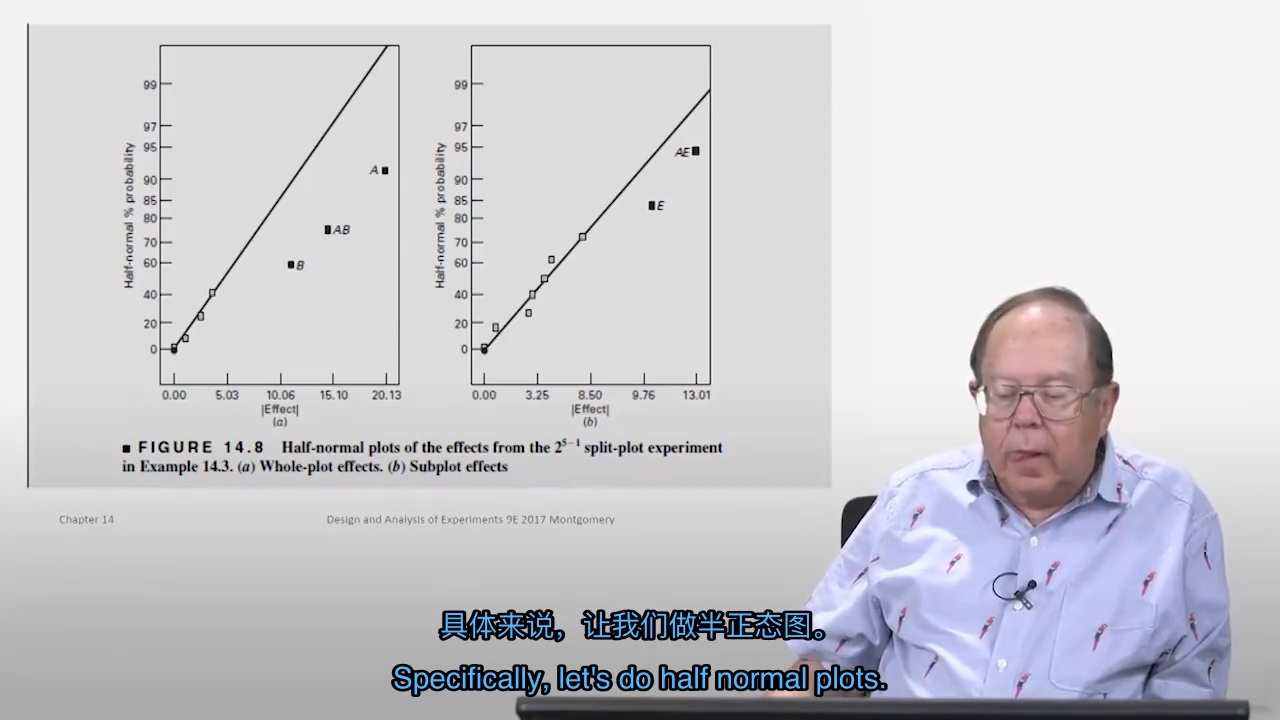 99
97
95
90
85
80
70
60
40
20
0
Half-normal % probability
A
AB
B
0.00 5.03 10.06 15.10 20.13
|Effect|
(a)
99
97
95
90
85
80
70
60
40
20
0
Half-normal % probability
AE
E
0.00 3.25 8.50 9.76 13.01
|Effect|
(b)
■ FIGURE 14.8 Half-normal plots of the effects from the 2⁵⁻¹ split-plot experiment
in Example 14.3. (a) Whole-plot effects. (b) Subplot effects
Chapter 14
Design and Analysis of Experiments 9E 2017 Montgomery
具体来说，让我们做半正态图。
Specifically, let's do half normal plots.